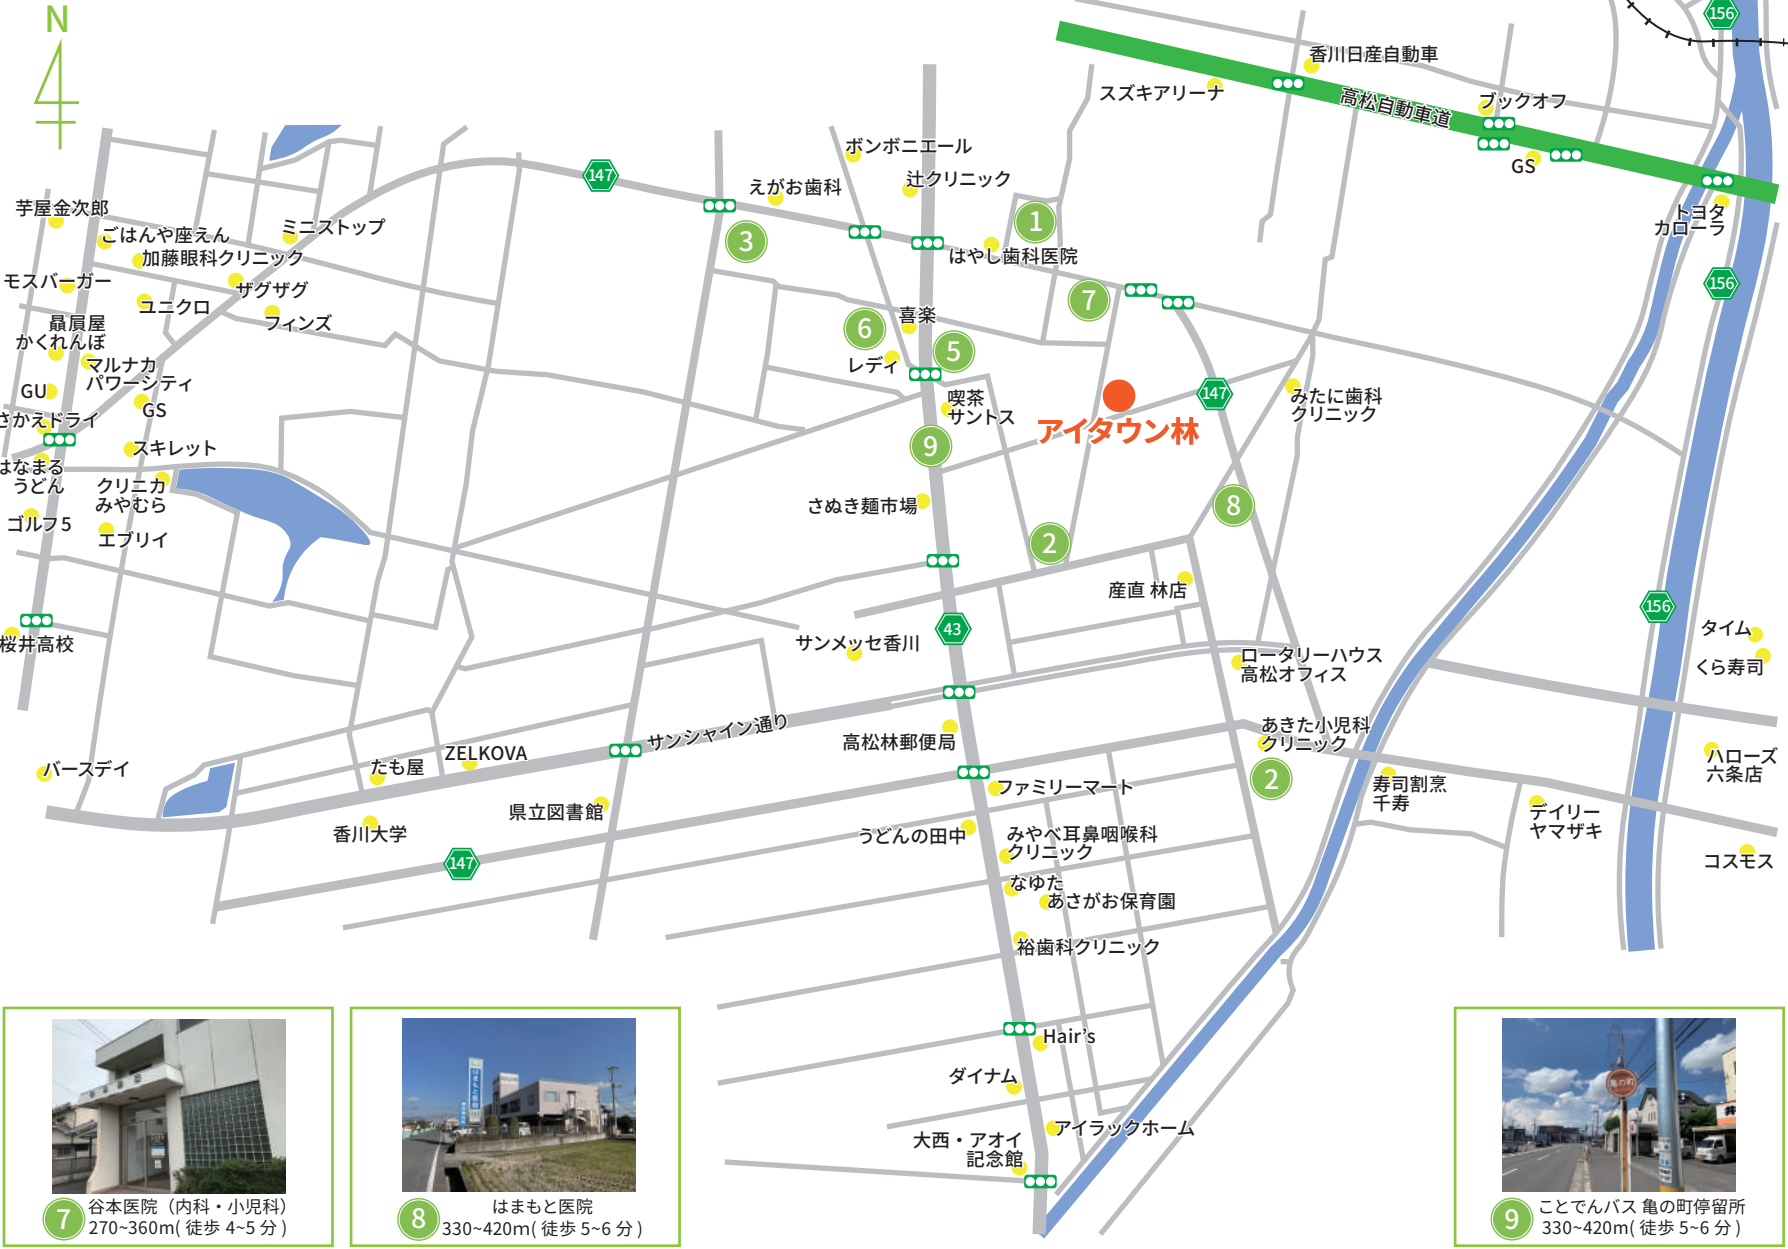 N
156
香川日産自動車
スズキアリーナ
高松自動車道
ブックオフ
GS
トヨタ
カローラ
ボンボニエール
147
えがお歯科
辻クリニック
芋屋金次郎
ごはんや座えん
ミニストップ
加藤眼科クリニック
3
1
はやし歯科医院
モスバーガー
ザグザグ
ユニクロ
フィンズ
7
156
贔屓屋
かくれんぼ
喜楽
6
5
レディ
マルナカ
パワーシティ
GU
GS
さかえドライ
喫茶
サントス
147
みたに歯科
クリニック
アイタウン林
スキレット
9
はなまる
うどん
クリニカ
みやむら
さぬき麺市場
8
ゴルフ5
エブリイ
2
産直 林店
156
桜井高校
43
サンメッセ香川
タイム
くら寿司
ロータリーハウス
高松オフィス
サンシャイン通り
高松林郵便局
あきた小児科
クリニック
ZELKOVA
たも屋
バースデイ
2
ハローズ
六条店
ファミリーマート
寿司割烹
千寿
県立図書館
香川大学
うどんの田中
みやべ耳鼻咽喉科
クリニック
デイリー
ヤマザキ
147
コスモス
なゆた
あさがお保育園
裕歯科クリニック
Hair's
ダイナム
アイラックホーム
大西・アオイ
記念館
7
谷本医院（内科・小児科）
270~360m( 徒歩 4~5 分 )
はまもと医院
8
はまもと医院
330~420m( 徒歩 5~6 分 )
亀の町
9
ことでんバス 亀の町停留所
330~420m( 徒歩 5~6 分 )